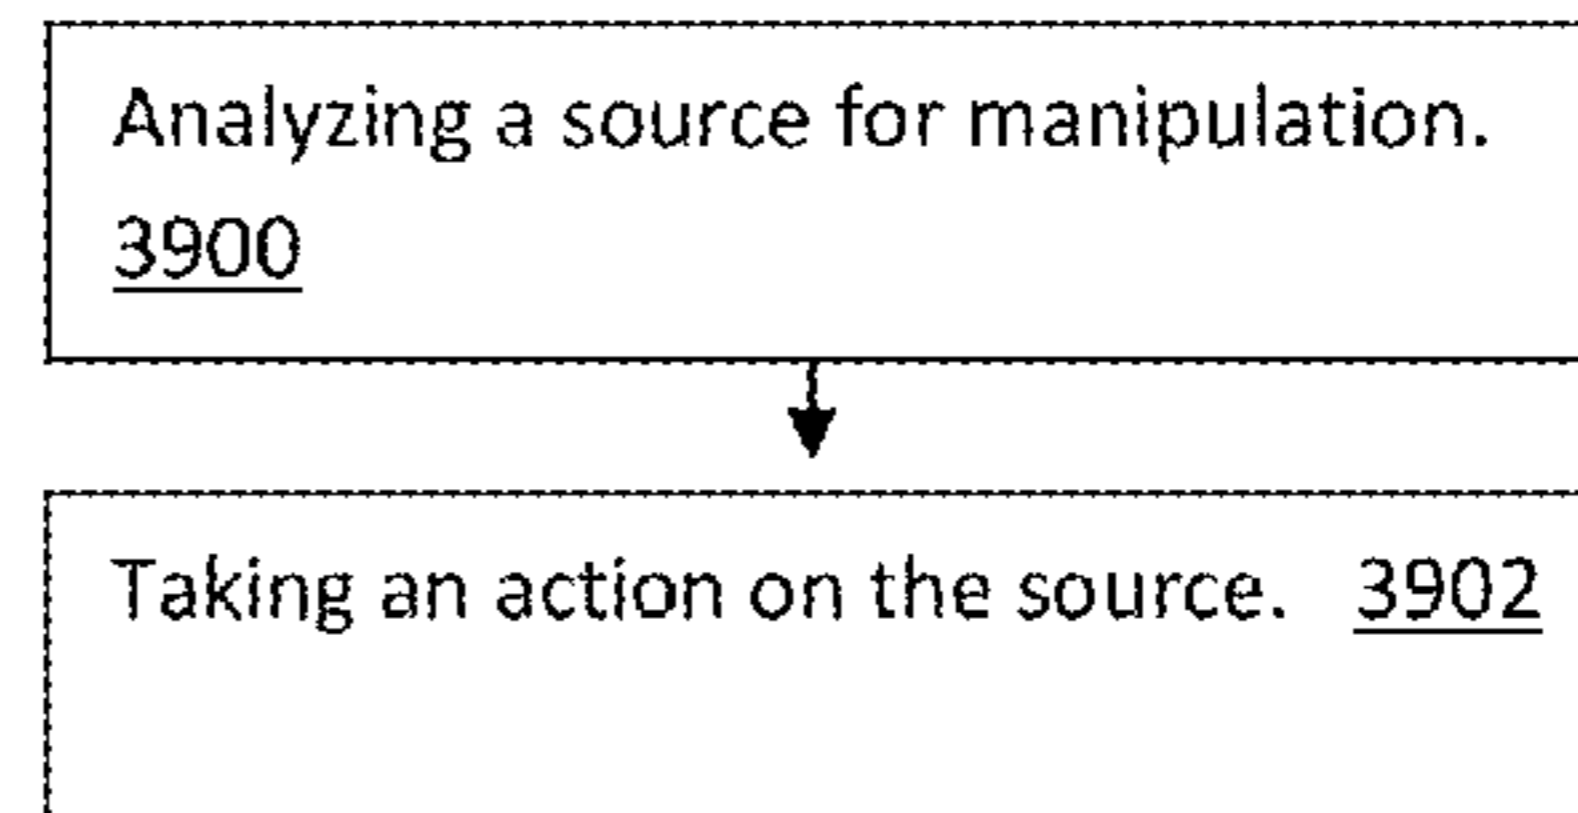 Analyzing a source for manipulation.
3900
Taking an action on the source. 3902